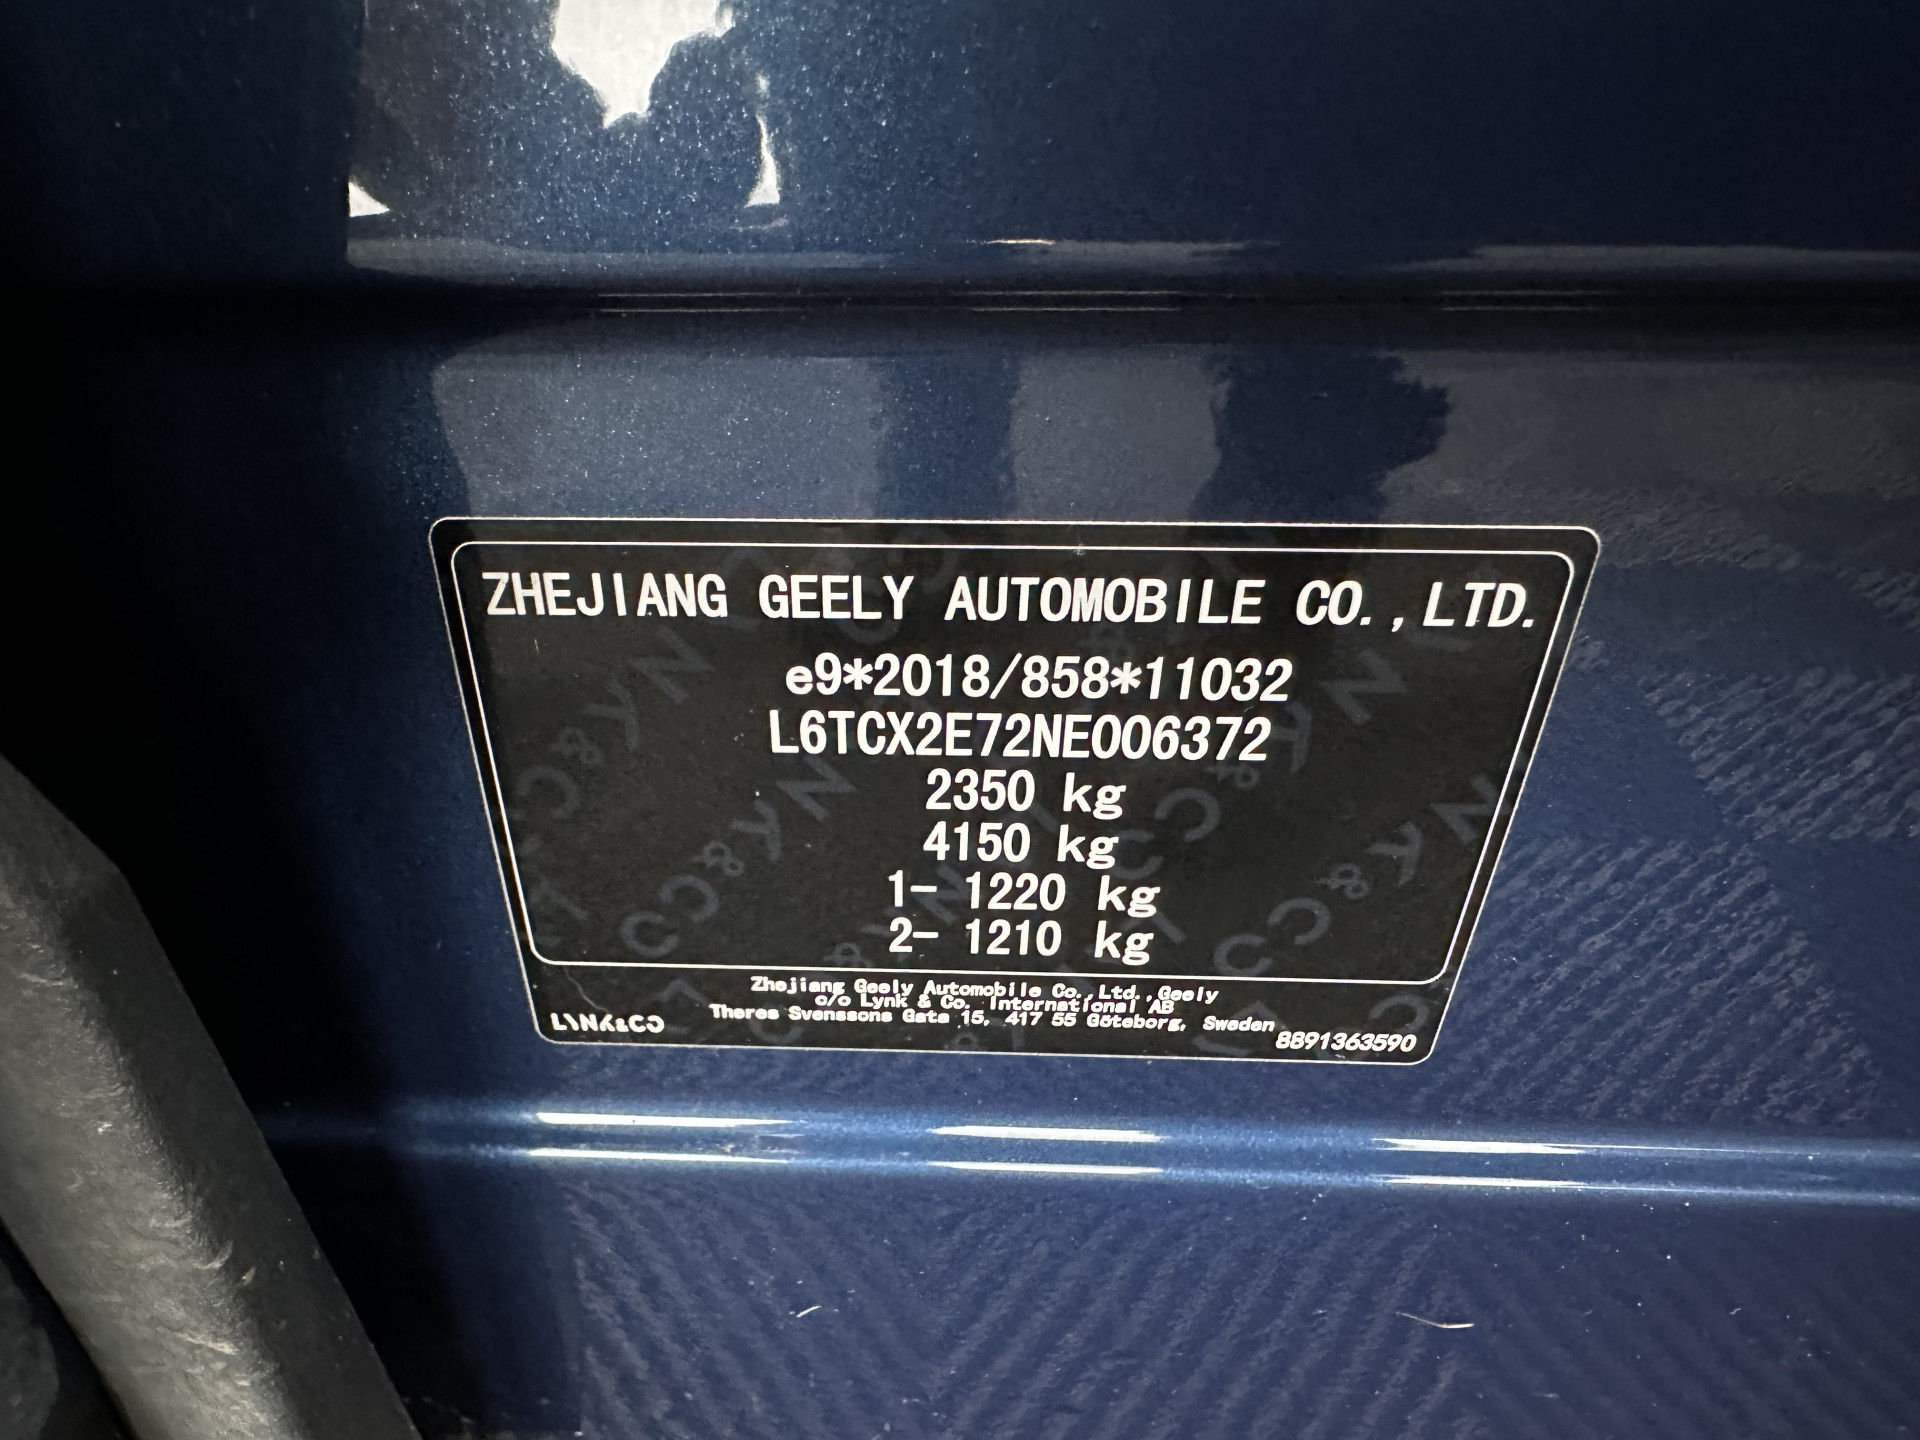 ZHEJIANG GEELY AUTOMOBILE CO.,LTD.
e9*2018/858*11032
L6TCX2E72NE006372
2350 kg
4150 kg
1- 1220 kg
2- 1210 kg
Zhejiang Geely Automobile Co.,Ltd.,Geely
c/o Lynk & Co. International AB
Theres Svenssons Gata 15, 417 55 Göteborg, Sweden
LYNK&CO
8891363590